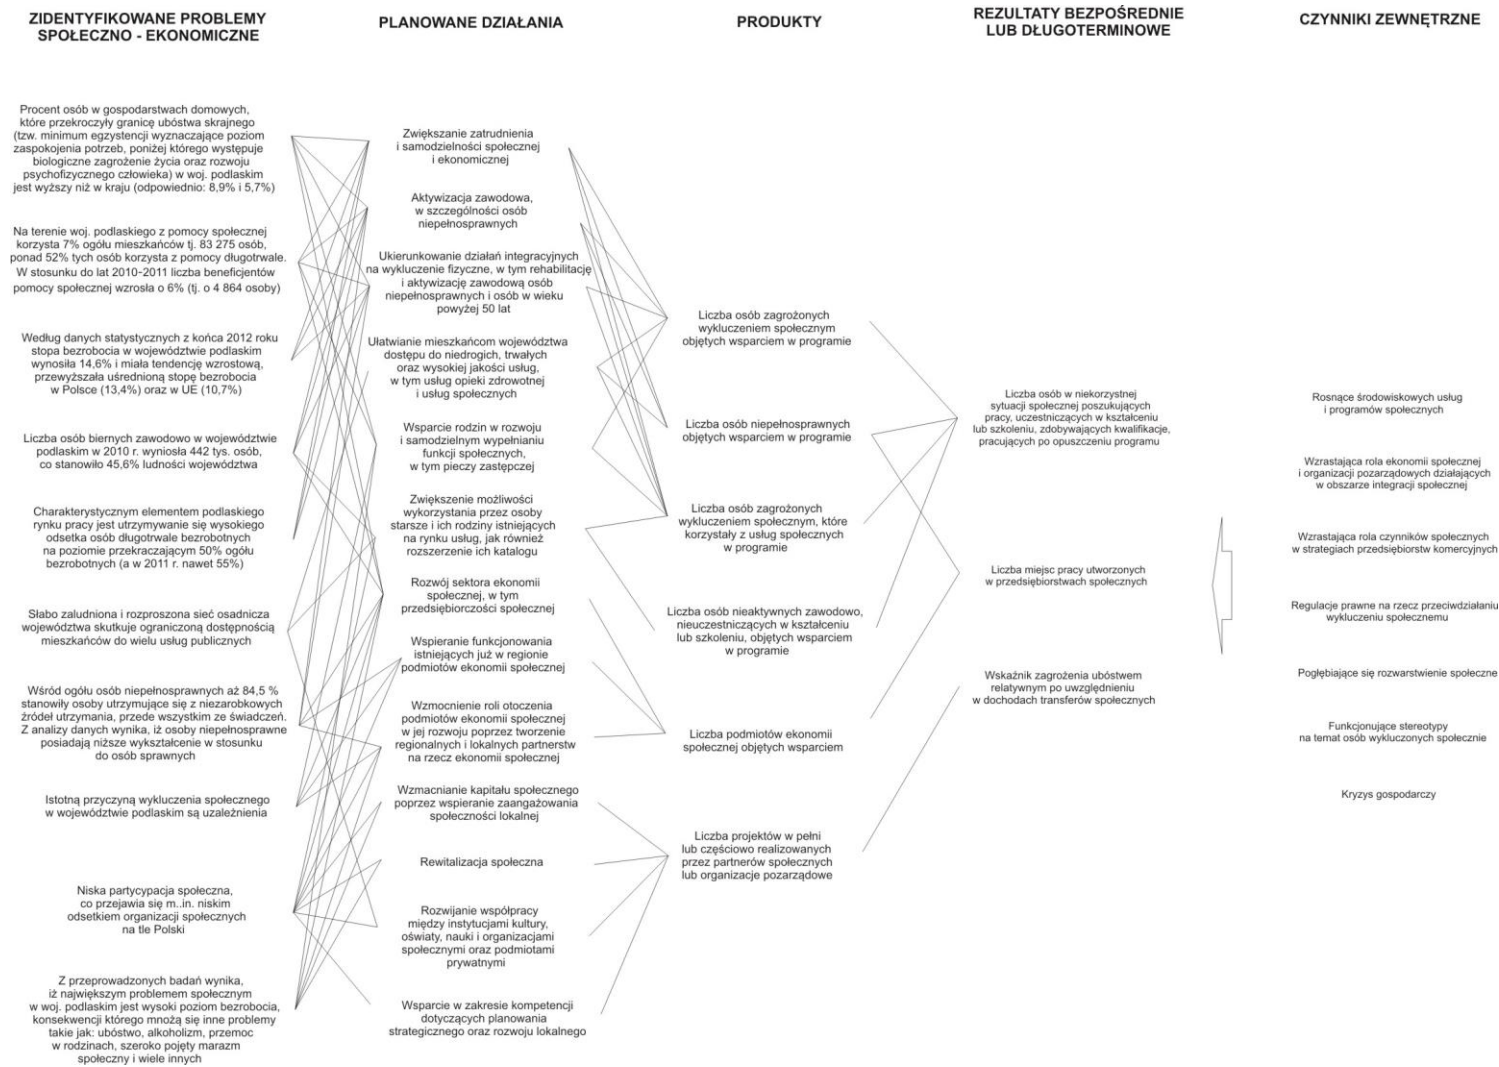 ZIDENTYFIKOWANE PROBLEMY
SPOŁECZNO - EKONOMICZNE
Procent osób w gospodarstwach domowych,
które przekroczyły granicę ubóstwa skrajnego
(tzw. minimum egzystencji wyznaczające poziom
zaspokojenia potrzeb, poniżej którego występuje
biologiczne zagrożenie życia oraz rozwoju
psychofizycznego człowieka) w woj. podlaskim
jest wyższy niż w kraju (odpowiednio: 8,9% i 5,7%)
Na terenie woj. podlaskiego z pomocy społecznej
korzysta 7% ogółu mieszkańców tj. 83 275 osób,
ponad 52% tych osób korzysta z pomocy długotrwale.
W stosunku do lat 2010-2011 liczba beneficjentów
pomocy społecznej wzrosła o 6% (tj. o 4 864 osoby)
Według danych statystycznych z końca 2012 roku
stopa bezrobocia w województwie podlaskim
wynosiła 14,6% i miała tendencję wzrostową,
przewyższała uśrednioną stopę bezrobocia
w Polsce (13,4%) oraz w UE (10,7%)
Liczba osób biernych zawodowo w województwie
podlaskim w 2010 r. wyniosła 442 tys. osób,
co stanowiło 45,6% ludności województwa
Charakterystycznym elementem podlaskiego
rynku pracy jest utrzymywanie się wysokiego
odsetka osób długotrwale bezrobotnych
na poziomie przekraczającym 50% ogółu
bezrobotnych (a w 2011 r. nawet 55%)
Słabo zaludniona i rozproszona sieć osadnicza
województwa skutkuje ograniczoną dostępnością
mieszkańców do wielu usług publicznych
Wśród ogółu osób niepełnosprawnych aż 84,5 %
stanowiły osoby utrzymujące się z niezarobkowych
źródeł utrzymania, przede wszystkim ze świadczeń.
Z analizy danych wynika, iż osoby niepełnosprawne
posiadają niższe wykształcenie w stosunku
do osób sprawnych
Istotną przyczyną wykluczenia społecznego
w województwie podlaskim są uzależnienia
Niska partycypacja społeczna,
co przejawia się m..in. niskim
odsetkiem organizacji społecznych
na tle Polski
Z przeprowadzonych badań wynika,
iż największym problemem społecznym
w woj. podlaskim jest wysoki poziom bezrobocia,
konsekwencji którego mnożą się inne problemy
takie jak: ubóstwo, alkoholizm, przemoc
w rodzinach, szeroko pojęty marazm
społeczny i wiele innych
PLANOWANE DZIAŁANIA
Zwiększanie zatrudnienia
i samodzielności społecznej
i ekonomicznej
Aktywizacja zawodowa,
w szczególności osób
niepełnosprawnych
Ukierunkowanie działań integracyjnych
na wykluczenie fizyczne, w tym rehabilitację
i aktywizację zawodową osób
niepełnosprawnych i osób w wieku
powyżej 50 lat
Ułatwianie mieszkańcom województwa
dostępu do niedrogich, trwałych
oraz wysokiej jakości usług,
w tym usług opieki zdrowotnej
i usług społecznych
Wsparcie rodzin w rozwoju
i samodzielnym wypełnianiu
funkcji społecznych,
w tym pieczy zastępczej
Zwiększenie możliwości
wykorzystania przez osoby
starsze i ich rodziny istniejących
na rynku usług, jak również
rozszerzenie ich katalogu
Rozwój sektora ekonomii
społecznej, w tym
przedsiębiorczości społecznej
Wspieranie funkcjonowania
istniejących już w regionie
podmiotów ekonomii społecznej
Wzmocnienie roli otoczenia
podmiotów ekonomii społecznej
w jej rozwoju poprzez tworzenie
regionalnych i lokalnych partnerstw
na rzecz ekonomii społecznej
Wzmacnianie kapitału społecznego
poprzez wspieranie zaangażowania
społeczności lokalnej
Rewitalizacja społeczna
Rozwijanie współpracy
między instytucjami kultury,
oświaty, nauki i organizacjami
społecznymi oraz podmiotami
prywatnymi
Wsparcie w zakresie kompetencji
dotyczących planowania
strategicznego oraz rozwoju lokalnego
PRODUKTY
Liczba osób zagrożonych
wykluczeniem społecznym
objętych wsparciem w programie
Liczba osób niepełnosprawnych
objętych wsparciem w programie
Liczba osób zagrożonych
wykluczeniem społecznym, które
korzystały z usług społecznych
w programie
Liczba osób nieaktywnych zawodowo,
nieuczestniczących w kształceniu
lub szkoleniu, objętych wsparciem
w programie
Liczba podmiotów ekonomii
społecznej objętych wsparciem
Liczba projektów w pełni
lub częściowo realizowanych
przez partnerów społecznych
lub organizacje pozarządowe
REZULTATY BEZPOŚREDNIE
LUB DŁUGOTERMINOWE
Liczba osób w niekorzystnej
sytuacji społecznej poszukujących
pracy, uczestniczących w kształceniu
lub szkoleniu, zdobywających kwalifikacje,
pracujących po opuszczeniu programu
Liczba miejsc pracy utworzonych
w przedsiębiorstwach społecznych
Wskaźnik zagrożenia ubóstwem
relatywnym po uwzględnieniu
w dochodach transferów społecznych
CZYNNIKI ZEWNĘTRZNE
Rosnące środowiskowych usług
i programów społecznych
Wzrastająca rola ekonomii społecznej
i organizacji pozarządowych działających
w obszarze integracji społecznej
Wzrastająca rola czynników społecznych
w strategiach przedsiębiorstw komercyjnych
Regulacje prawne na rzecz przeciwdziałaniu
wykluczeniu społecznemu
Pogłębiające się rozwarstwienie społeczne
Funkcjonujące stereotypy
na temat osób wykluczonych społecznie
Kryzys gospodarczy